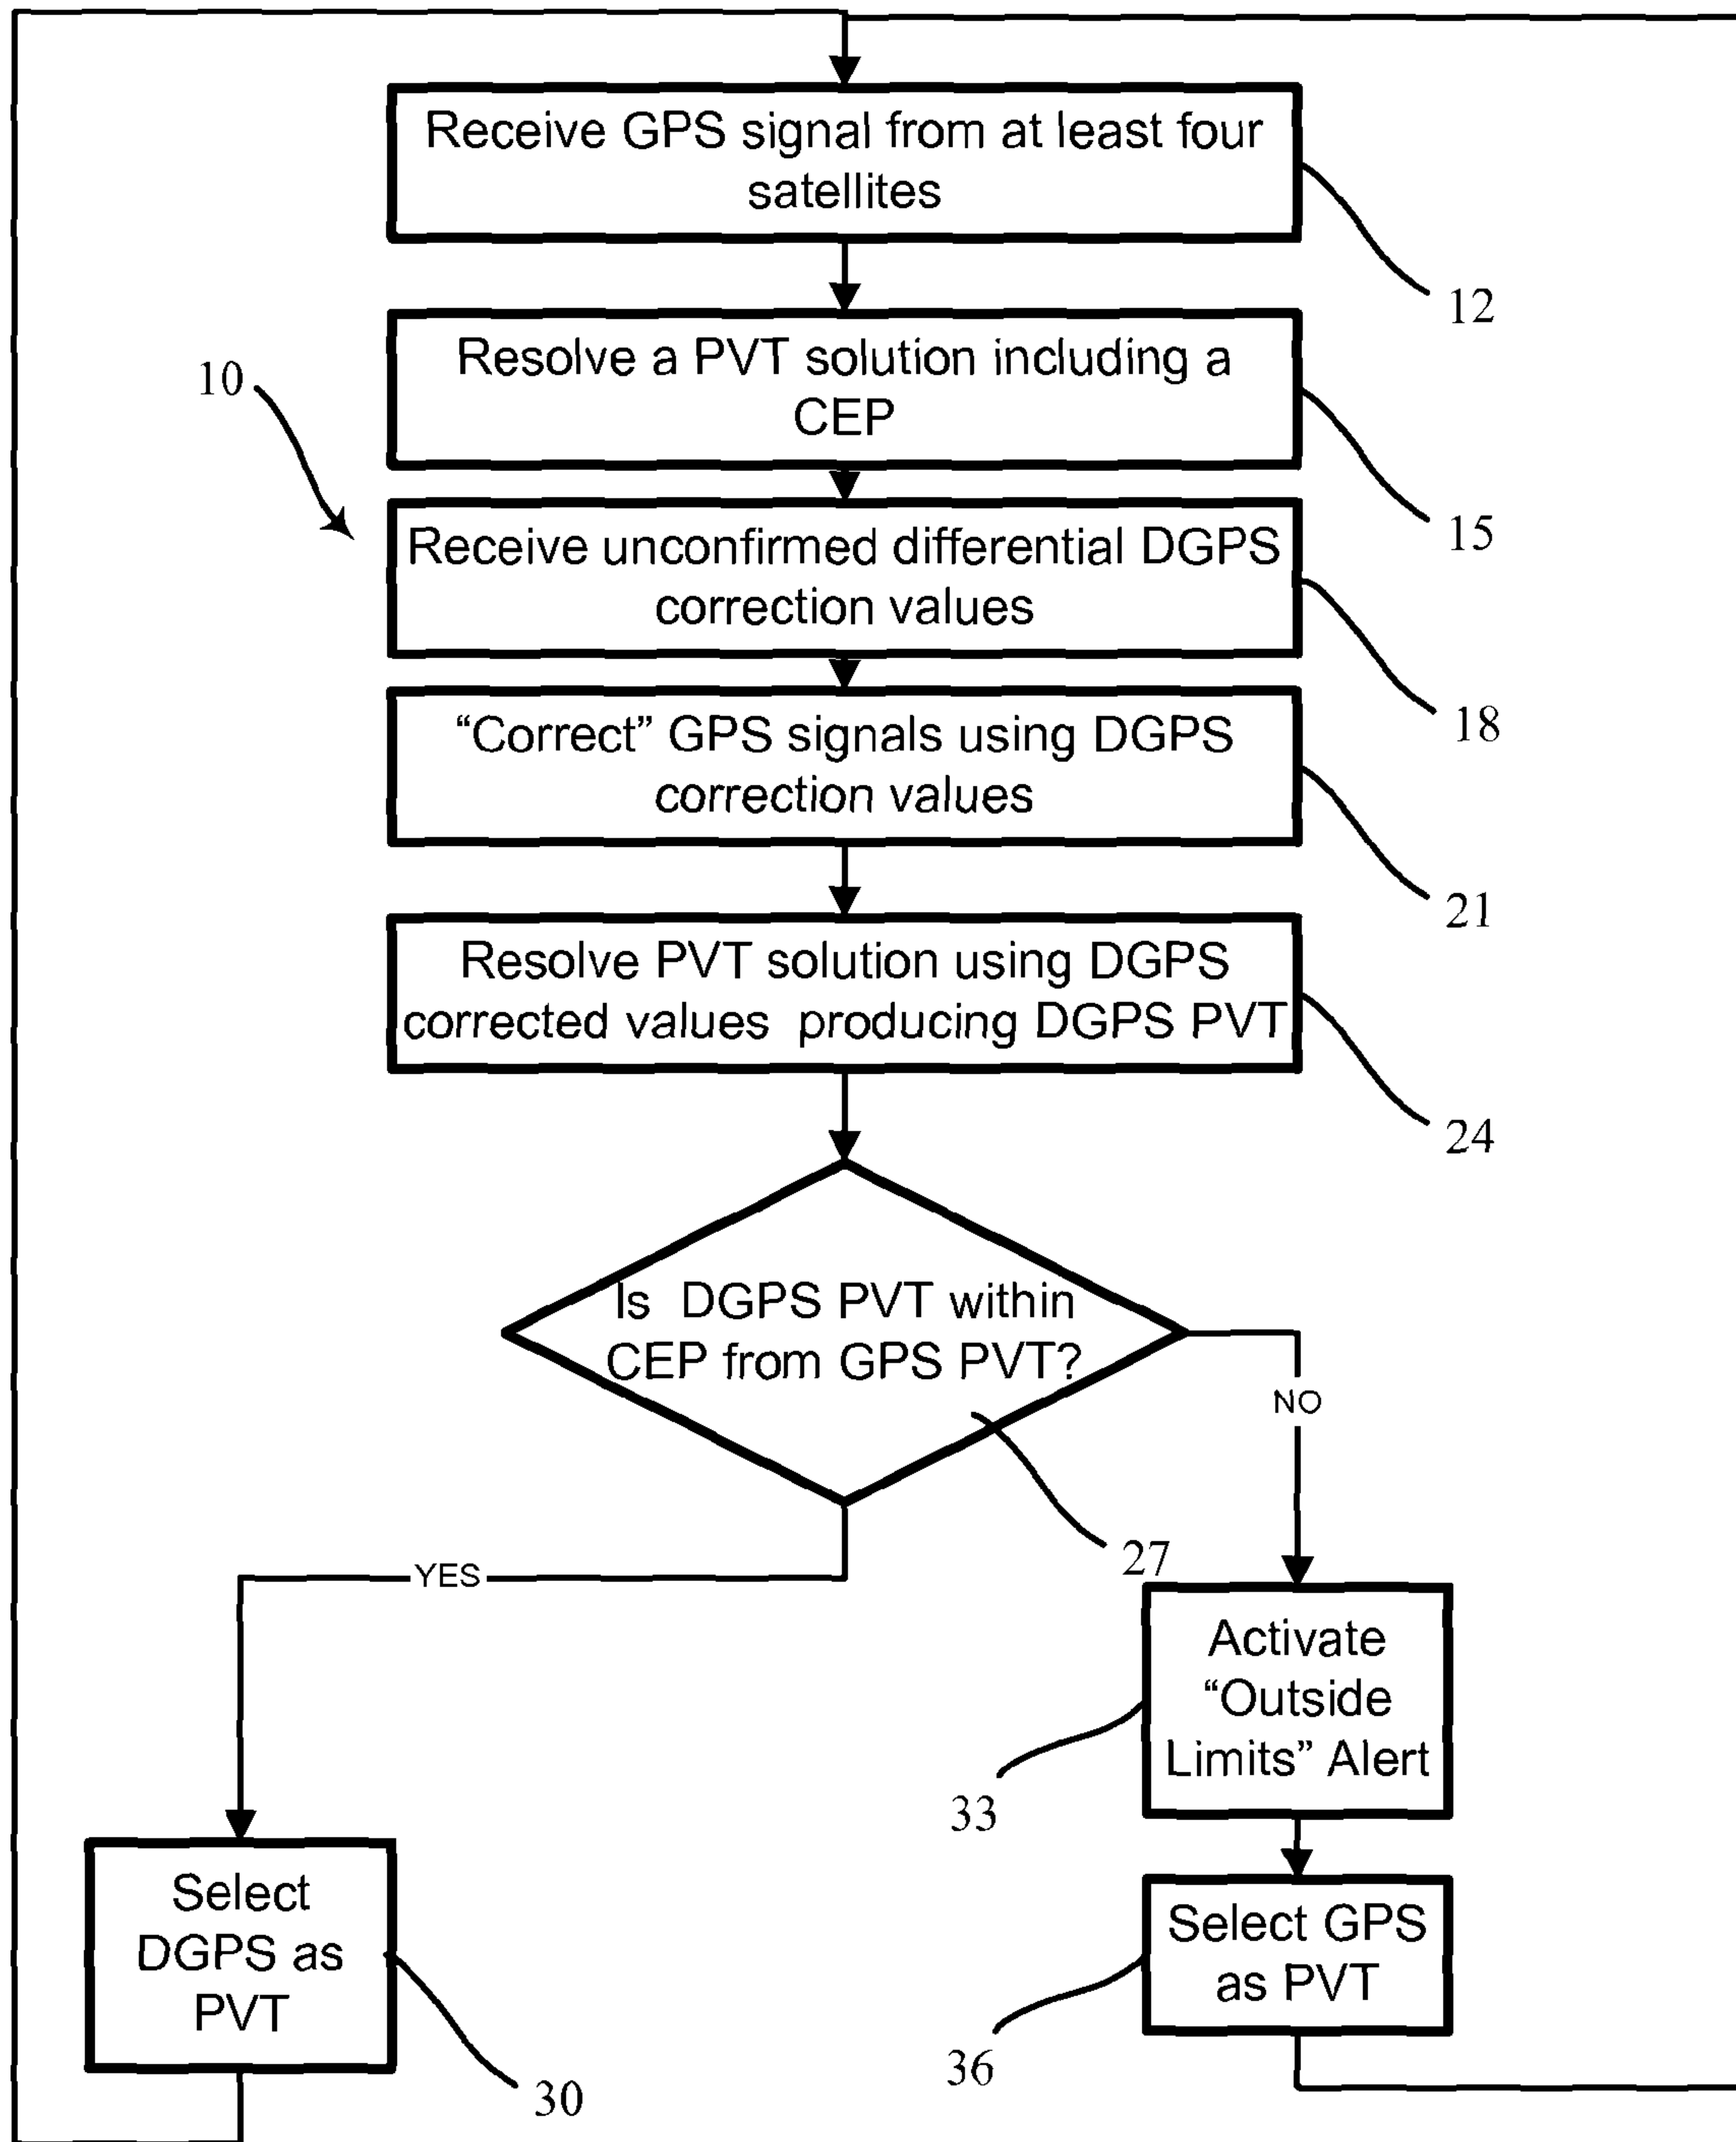 Receive GPS signal from at least four
satellites
12
Resolve a PVT solution including a
CEP
10
15
Receive unconfirmed differential DGPS
correction values
18
“Correct” GPS signals using DGPS
correction values
21
Resolve PVT solution using DGPS
corrected values producing DGPS PVT
24
Is DGPS PVT within
CEP from GPS PVT?
NO
27
YES
Activate
“Outside
Limits” Alert
33
Select
DGPS as
PVT
30
Select GPS
as PVT
36